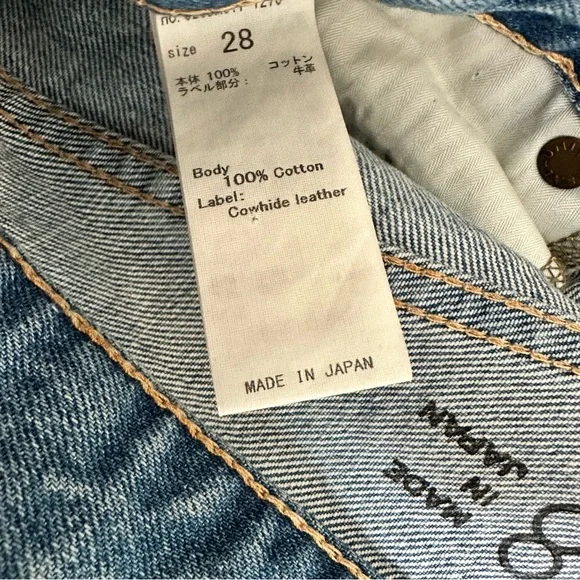 size 28
本体 100% コットン
ラベル部分: 牛革
Body
100% Cotton
Label:
Cowhide leather
MADE IN JAPAN
MADE
IN
JAPAN
8